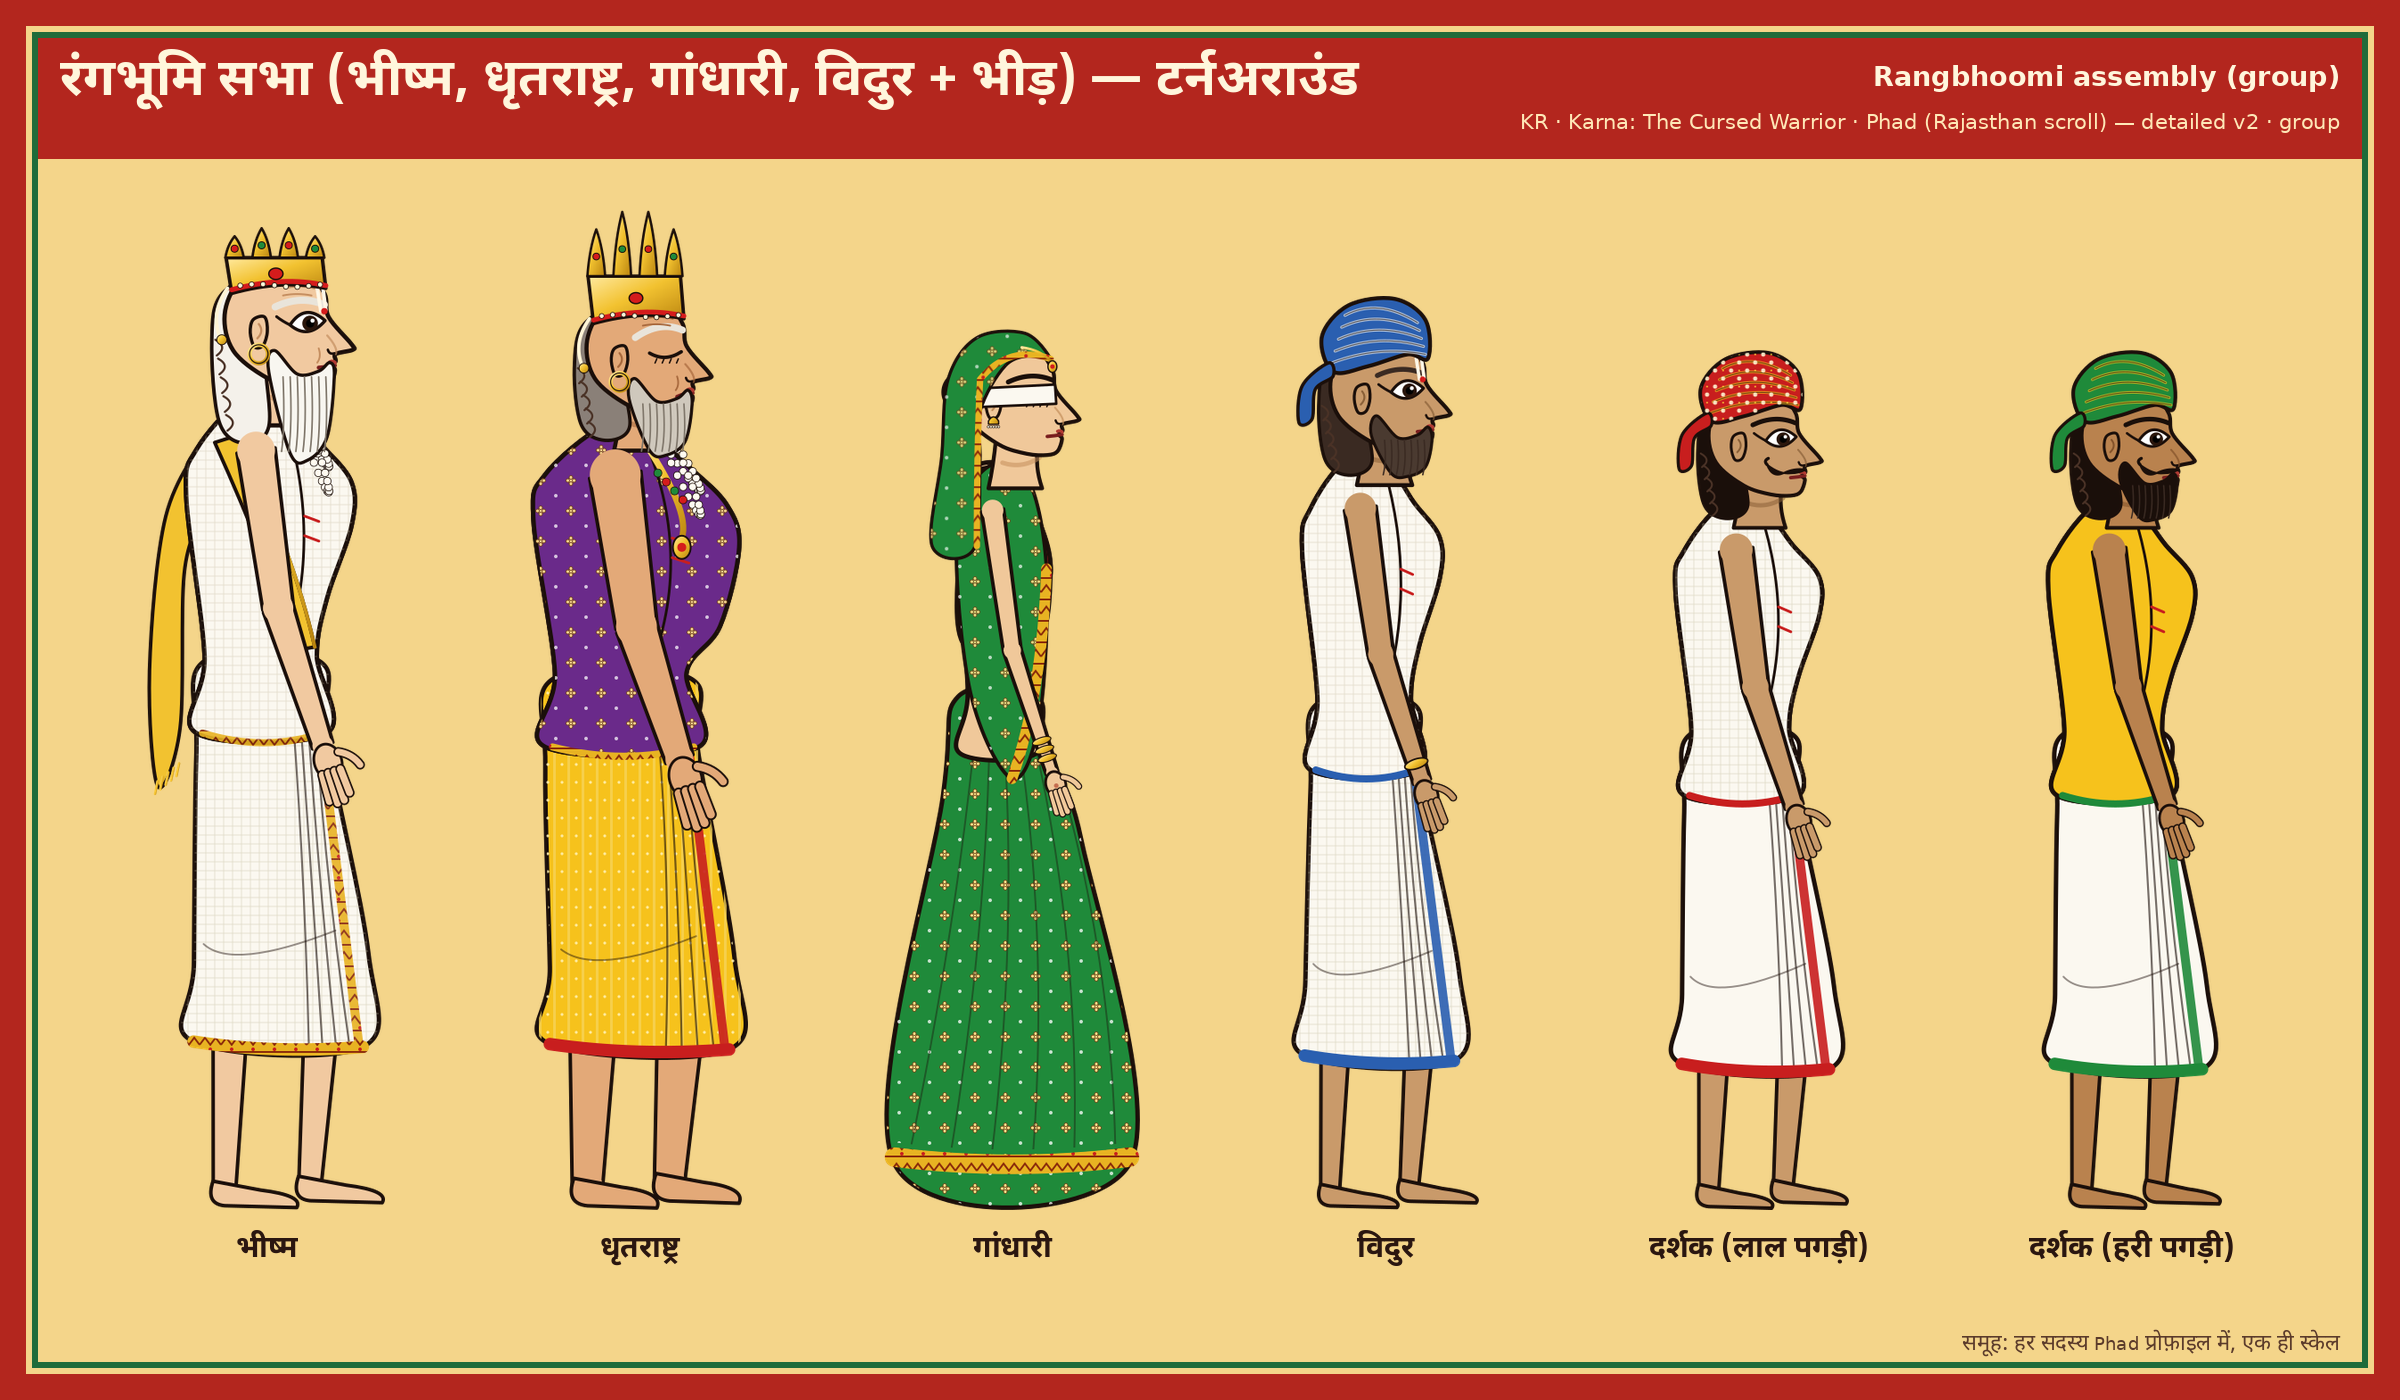 रंगभूमि सभा (भीष्म, धृतराष्ट्र, गांधारी, विदुर + भीड़) — टर्नअराउंड
Rangbhoomi assembly (group)
KR · Karna: The Cursed Warrior · Phad (Rajasthan scroll) — detailed v2 · group
भीष्म
धृतराष्ट्र
गांधारी
विदुर
दर्शक (लाल पगड़ी)
दर्शक (हरी पगड़ी)
समूह: हर सदस्य Phad प्रोफ़ाइल में, एक ही स्केल